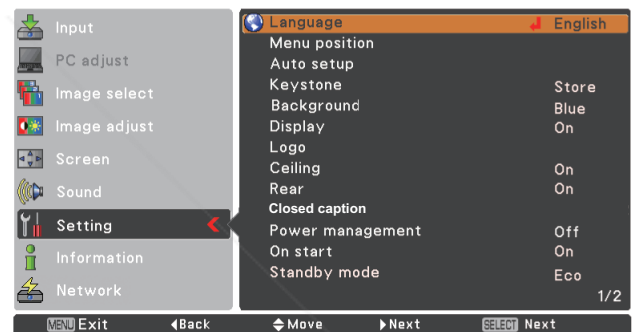 Input
PC adjust
Image select
Image adjust
Screen
Sound
Setting
Information
Network
Language English
Menu position
Auto setup
Keystone Store
Background Blue
Display On
Logo
Ceiling On
Rear On
Closed caption
Power management Off
On start On
Standby mode Eco
1/2
MENU Exit Back Move Next SELECT Next